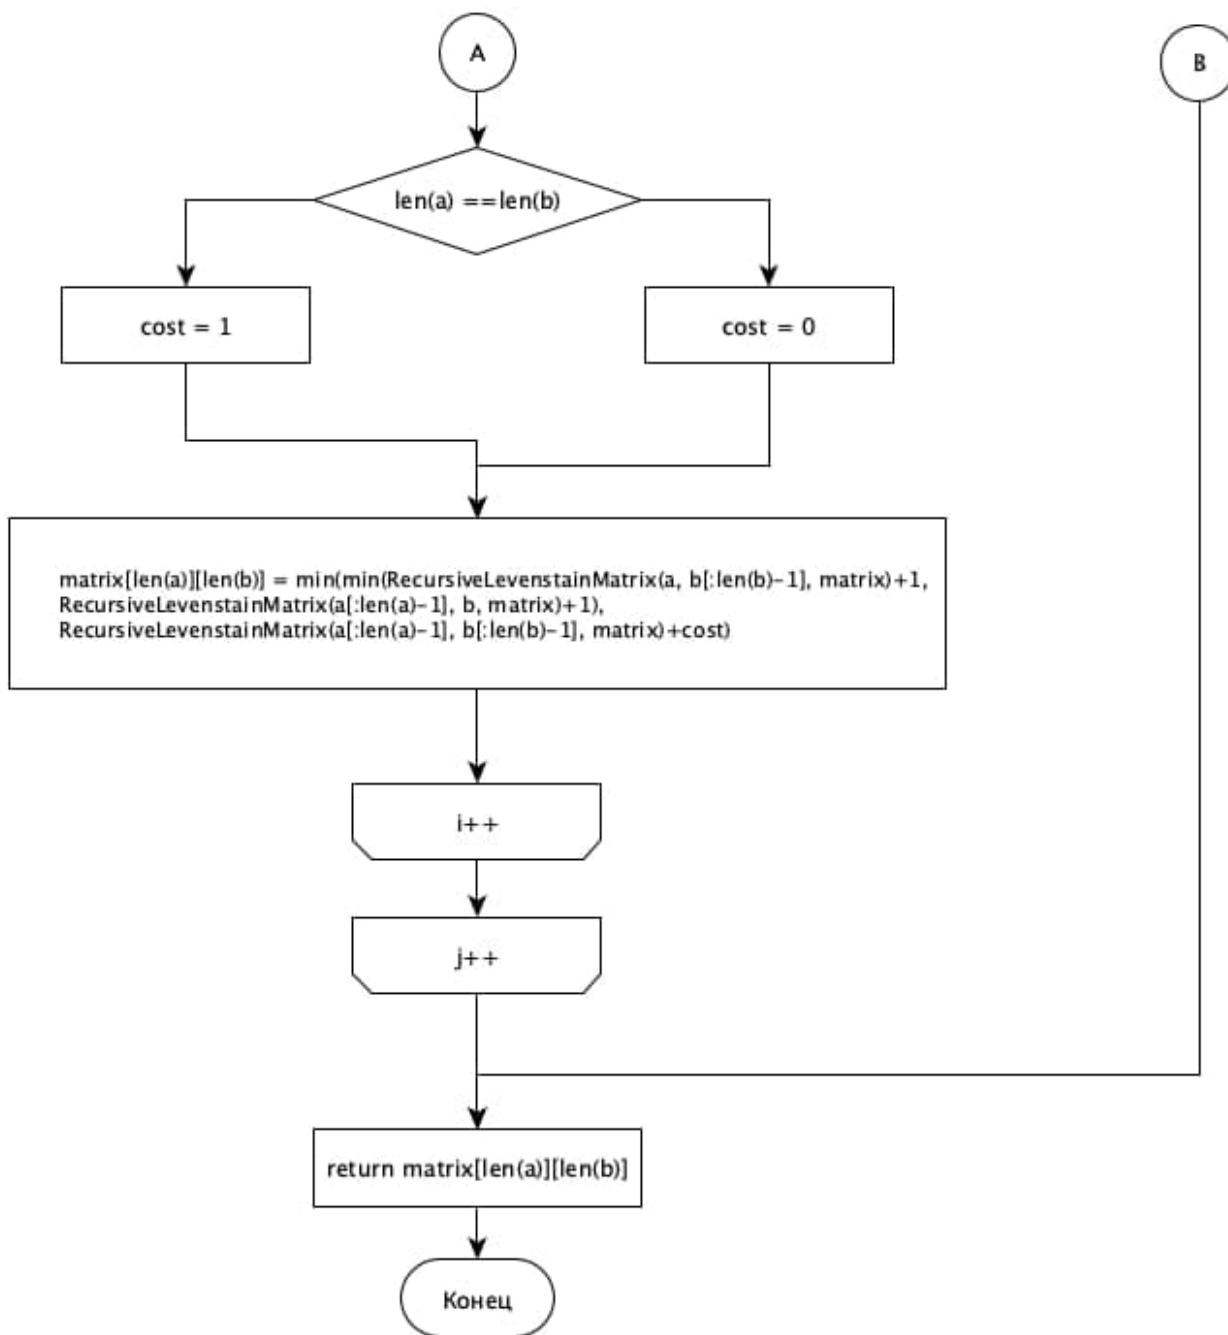 A
B
len(a) ==len(b)
cost = 1
cost = 0
matrix[len(a)][len(b)] = min(min(RecursiveLevenstainMatrix(a, b[:len(b)-1], matrix)+1,
RecursiveLevenstainMatrix(a[:len(a)-1], b, matrix)+1),
RecursiveLevenstainMatrix(a[:len(a)-1], b[:len(b)-1], matrix)+cost)
i++
j++
return matrix[len(a)][len(b)]
Конец